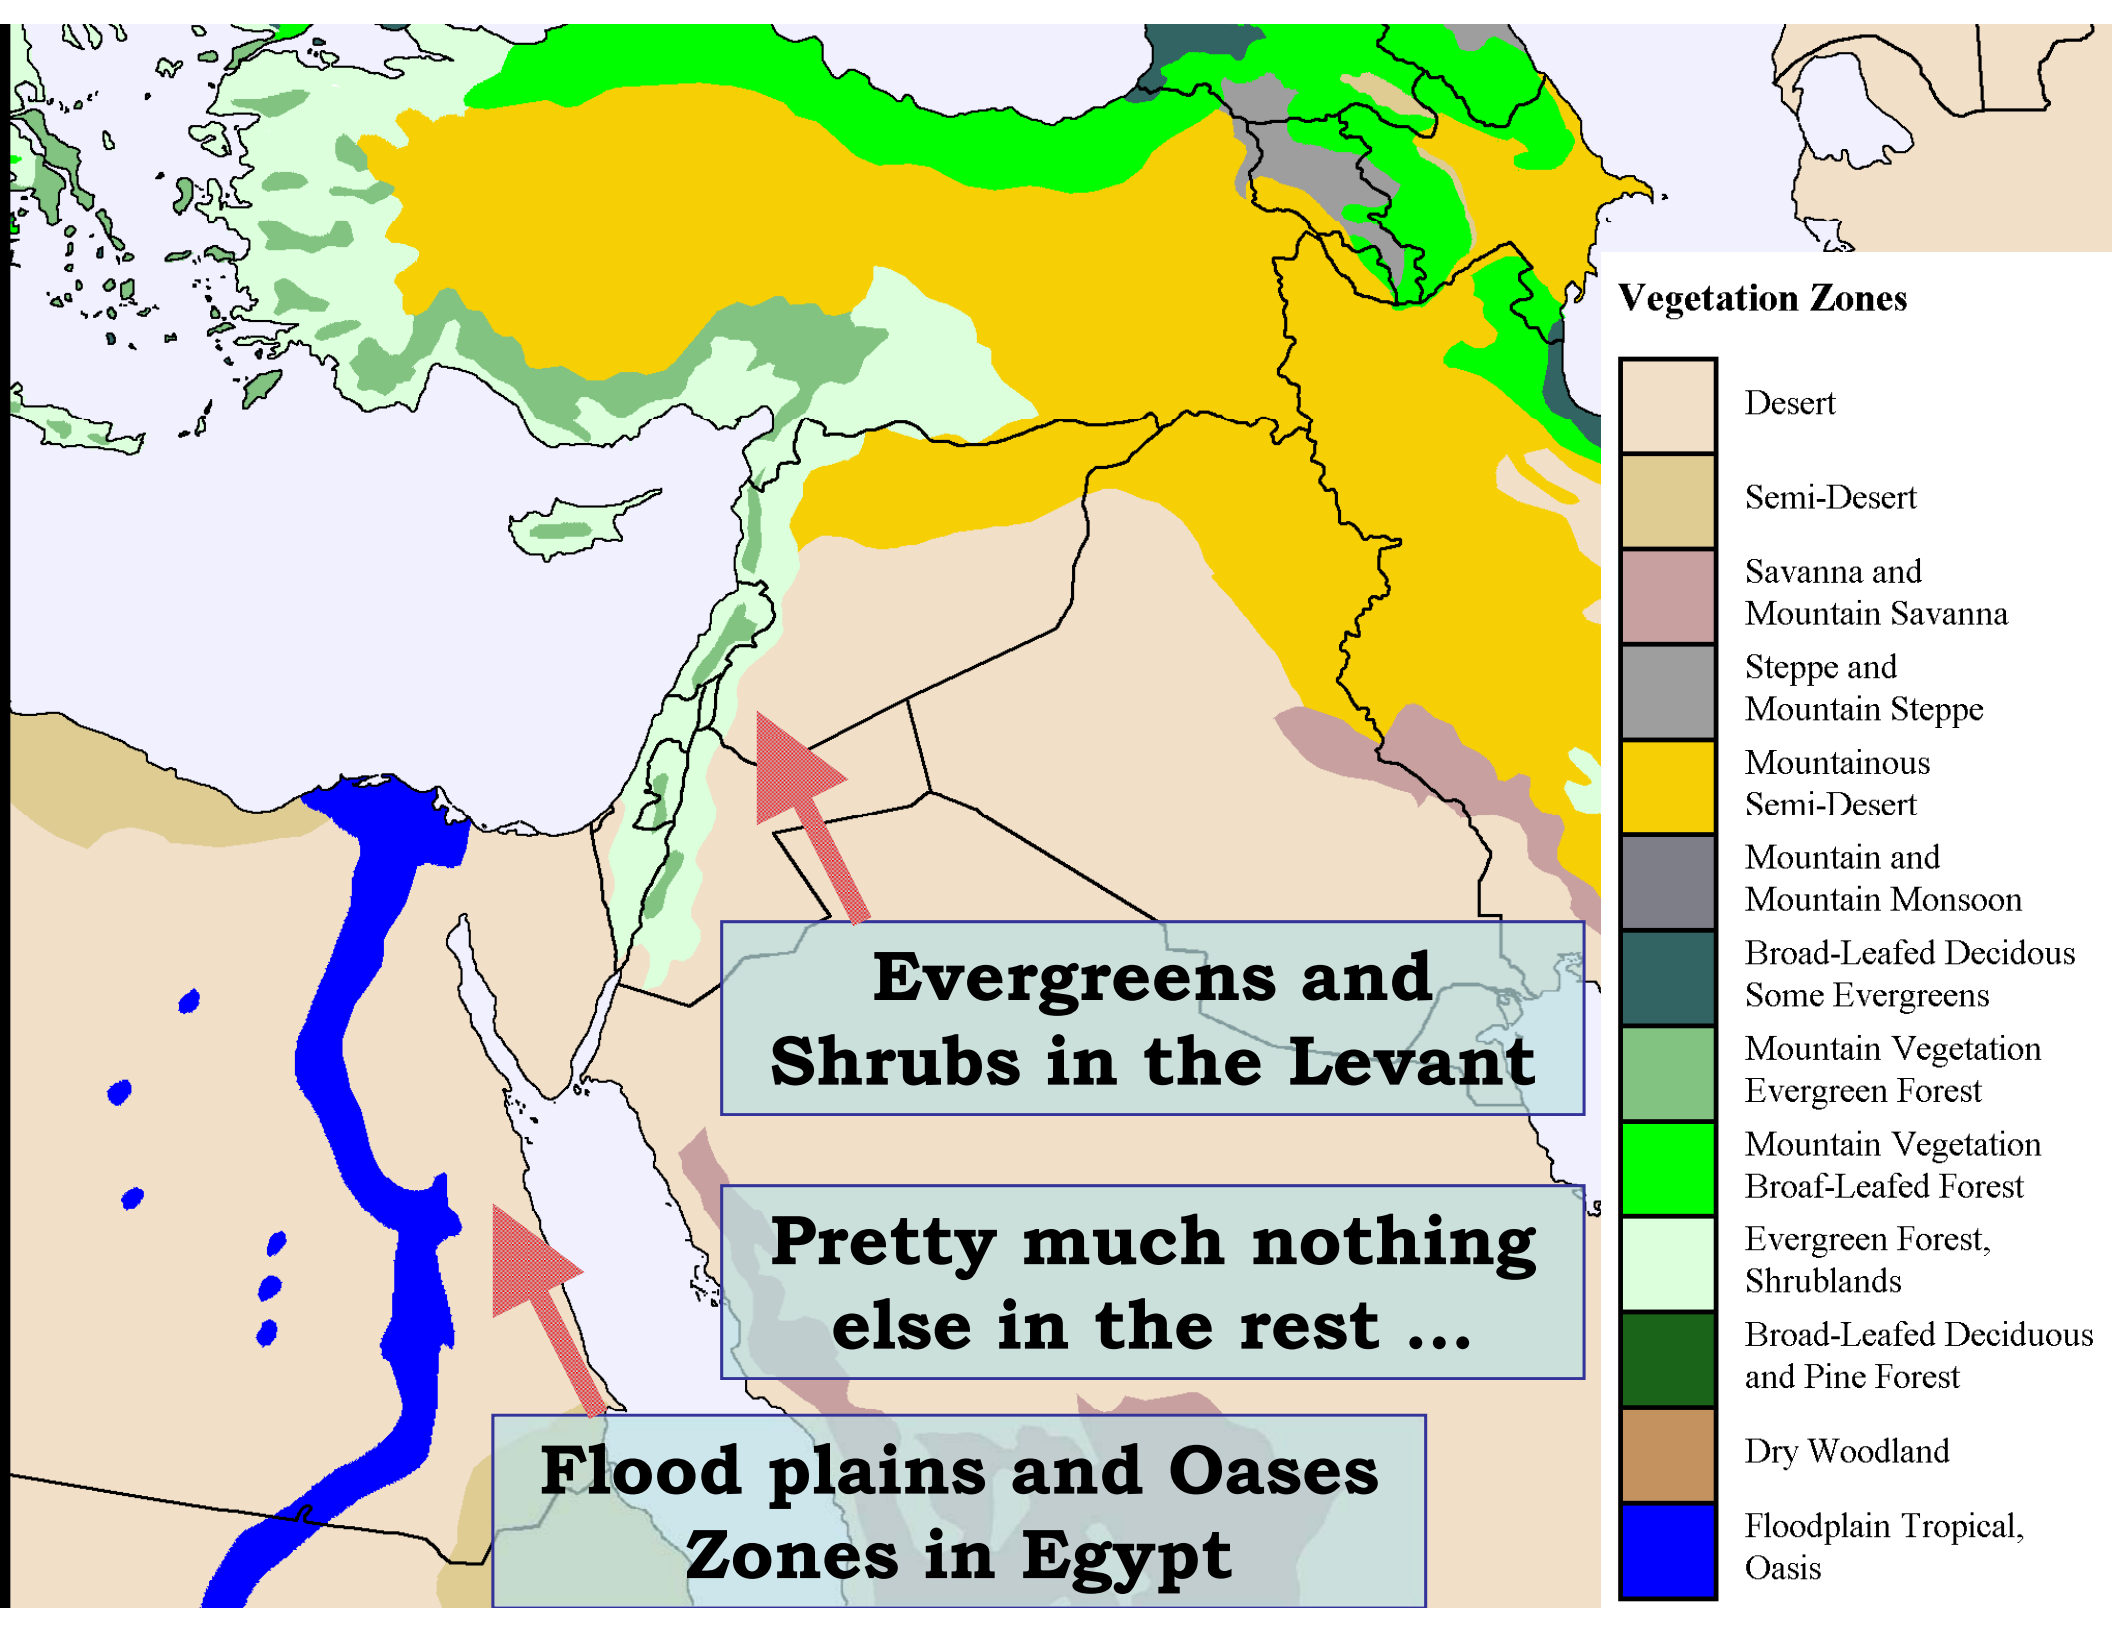 Vegetation Zones
Desert
Semi-Desert
Savanna and
Mountain Savanna
Steppe and
Mountain Steppe
Mountainous
Semi-Desert
Mountain and
Mountain Monsoon
Broad-Leafed Decidous
Some Evergreens
Mountain Vegetation
Evergreen Forest
Mountain Vegetation
Broaf-Leafed Forest
Evergreen Forest,
Shrublands
Broad-Leafed Deciduous
and Pine Forest
Dry Woodland
Floodplain Tropical,
Oasis
Evergreens and
Shrubs in the Levant
Pretty much nothing
else in the rest ...
Flood plains and Oases
Zones in Egypt